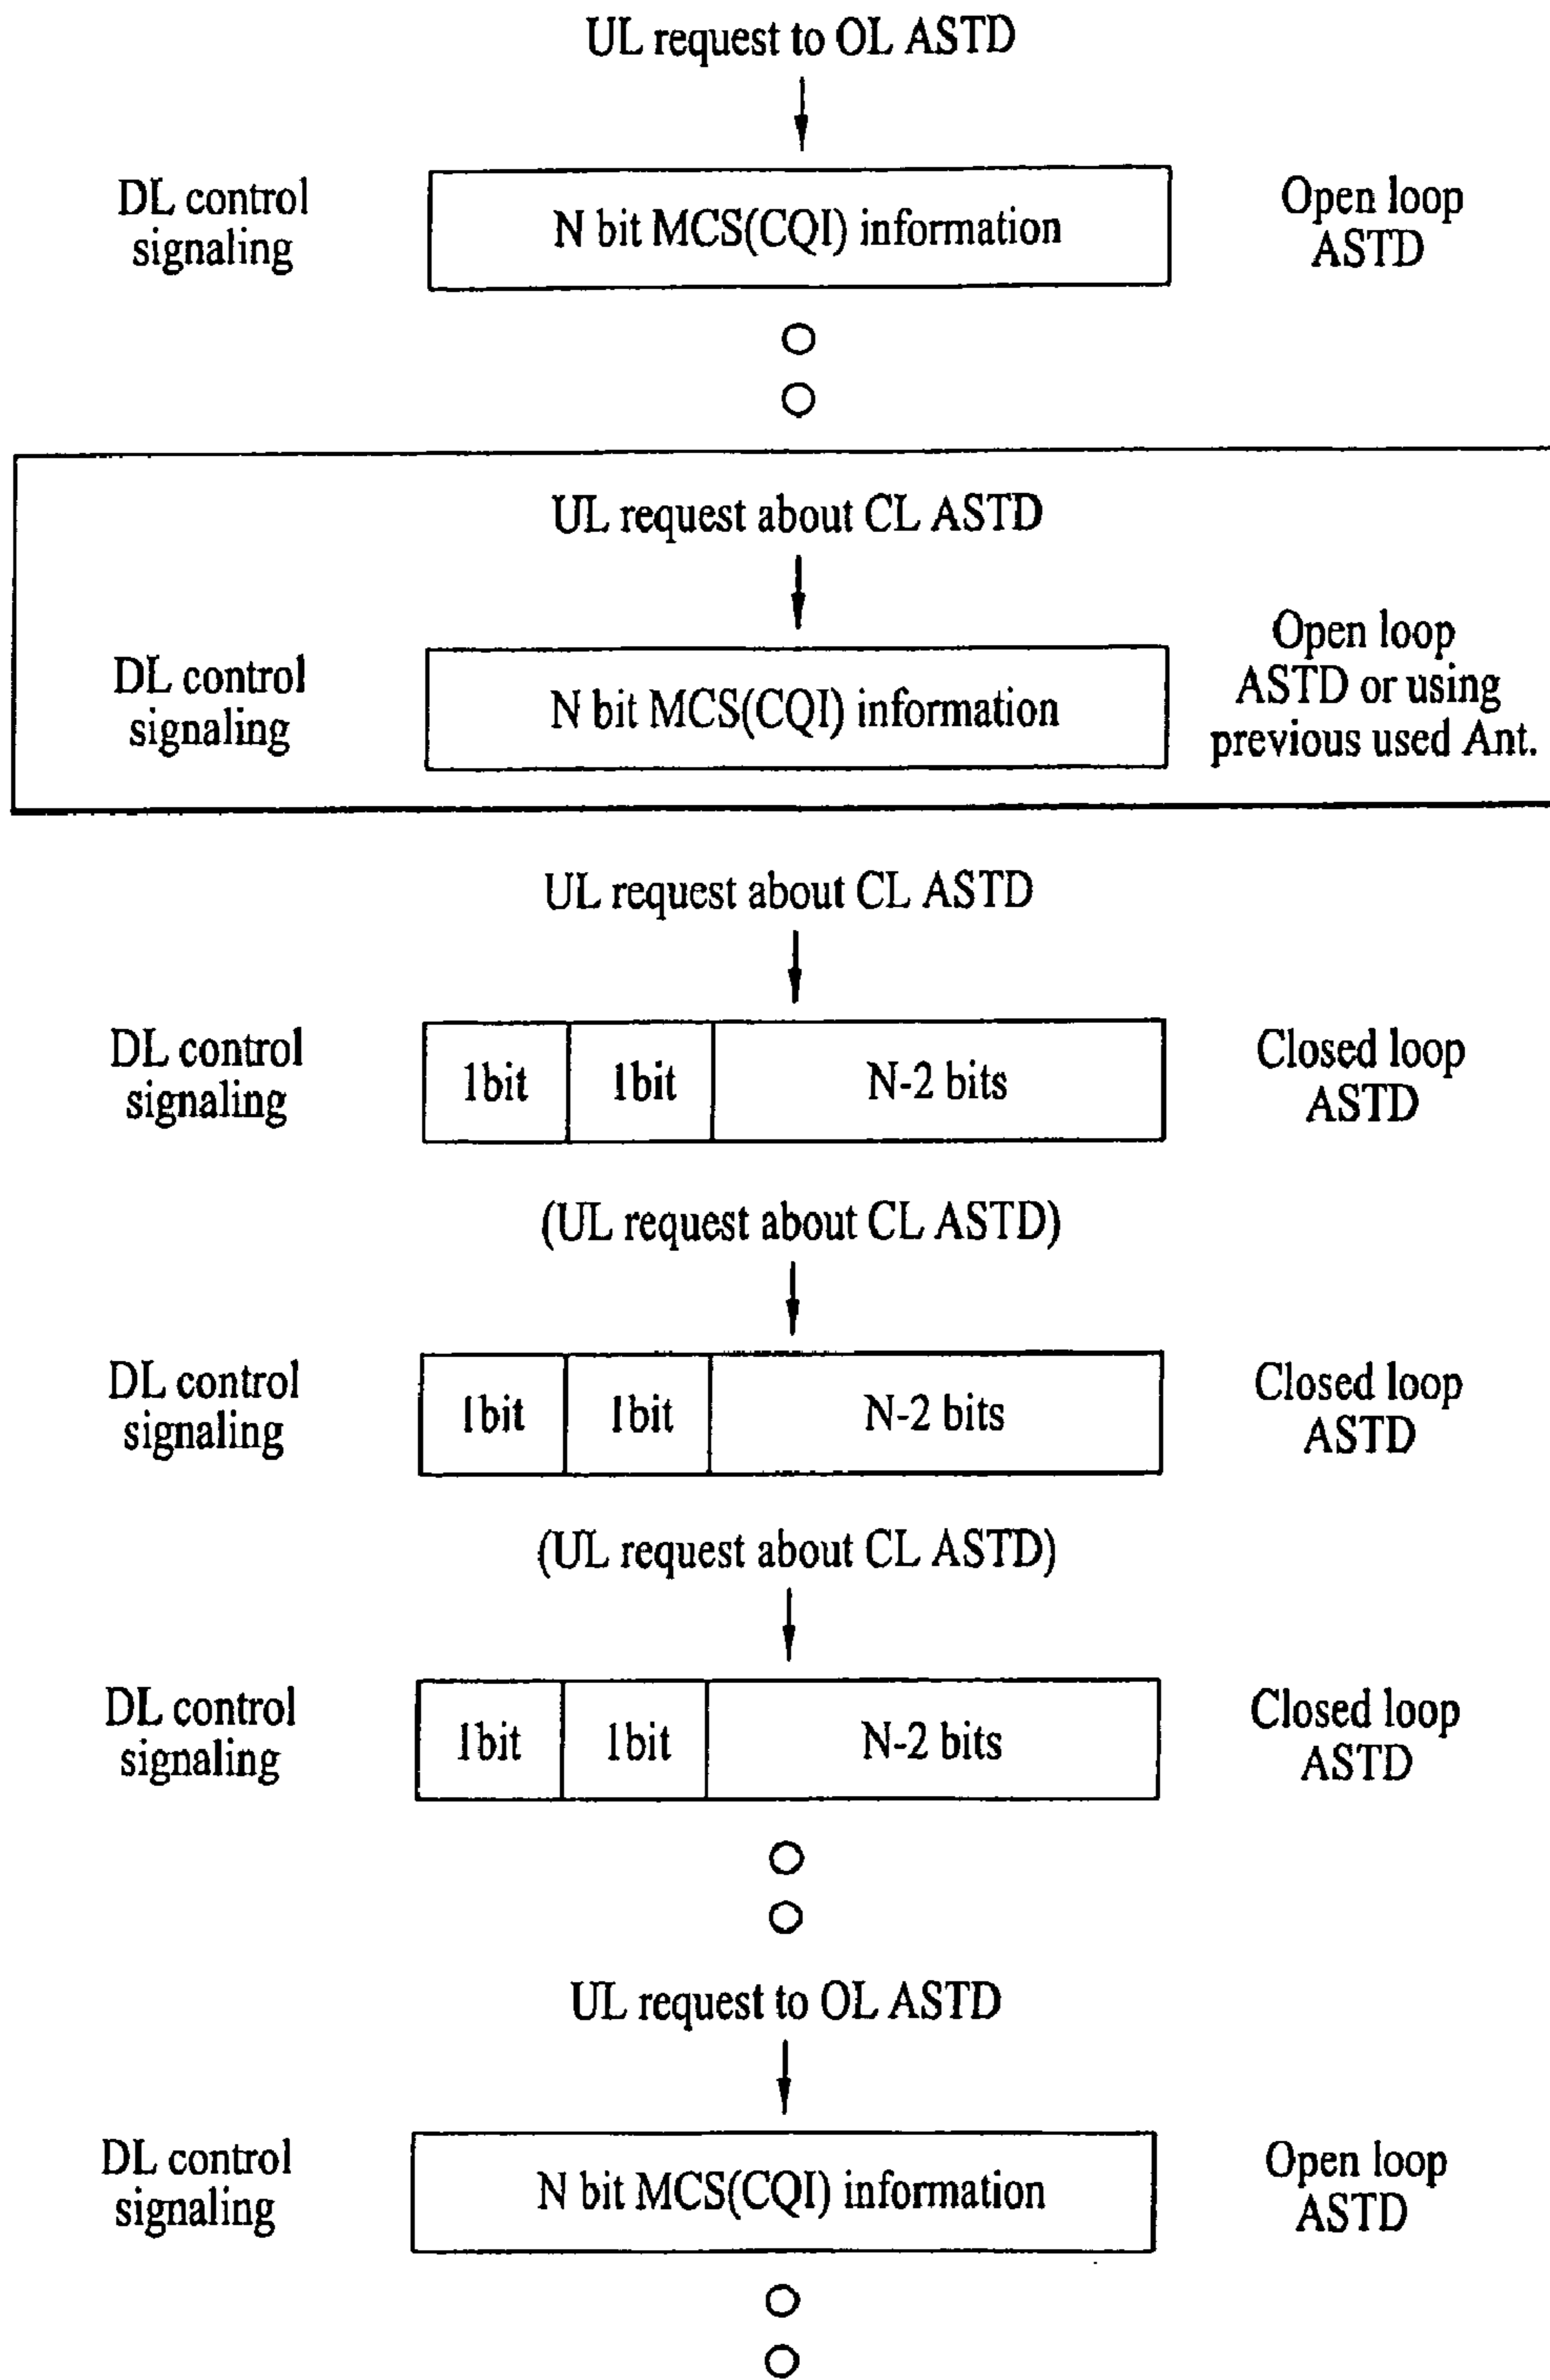 UL request to OL ASTD
DL control
signaling
N bit MCS(CQI) information
Open loop
ASTD
UL request about CL ASTD
DL control
signaling
N bit MCS(CQI) information
Open loop
ASTD or using
previous used Ant.
UL request about CL ASTD
DL control
signaling
1bit
1bit
N-2 bits
Closed loop
ASTD
(UL request about CL ASTD)
DL control
signaling
1bit
1bit
N-2 bits
Closed loop
ASTD
(UL request about CL ASTD)
DL control
signaling
1bit
1bit
N-2 bits
Closed loop
ASTD
UL request to OL ASTD
DL control
signaling
N bit MCS(CQI) information
Open loop
ASTD